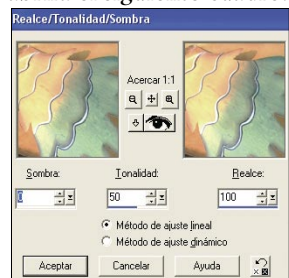 Realce/Tonalidad/Sombra
Acercar 1:1
Sombra: Tonalidad: Realce:
0 50 100
Método de ajuste lineal
Método de ajuste dinámico
Aceptar Cancelar Ayuda